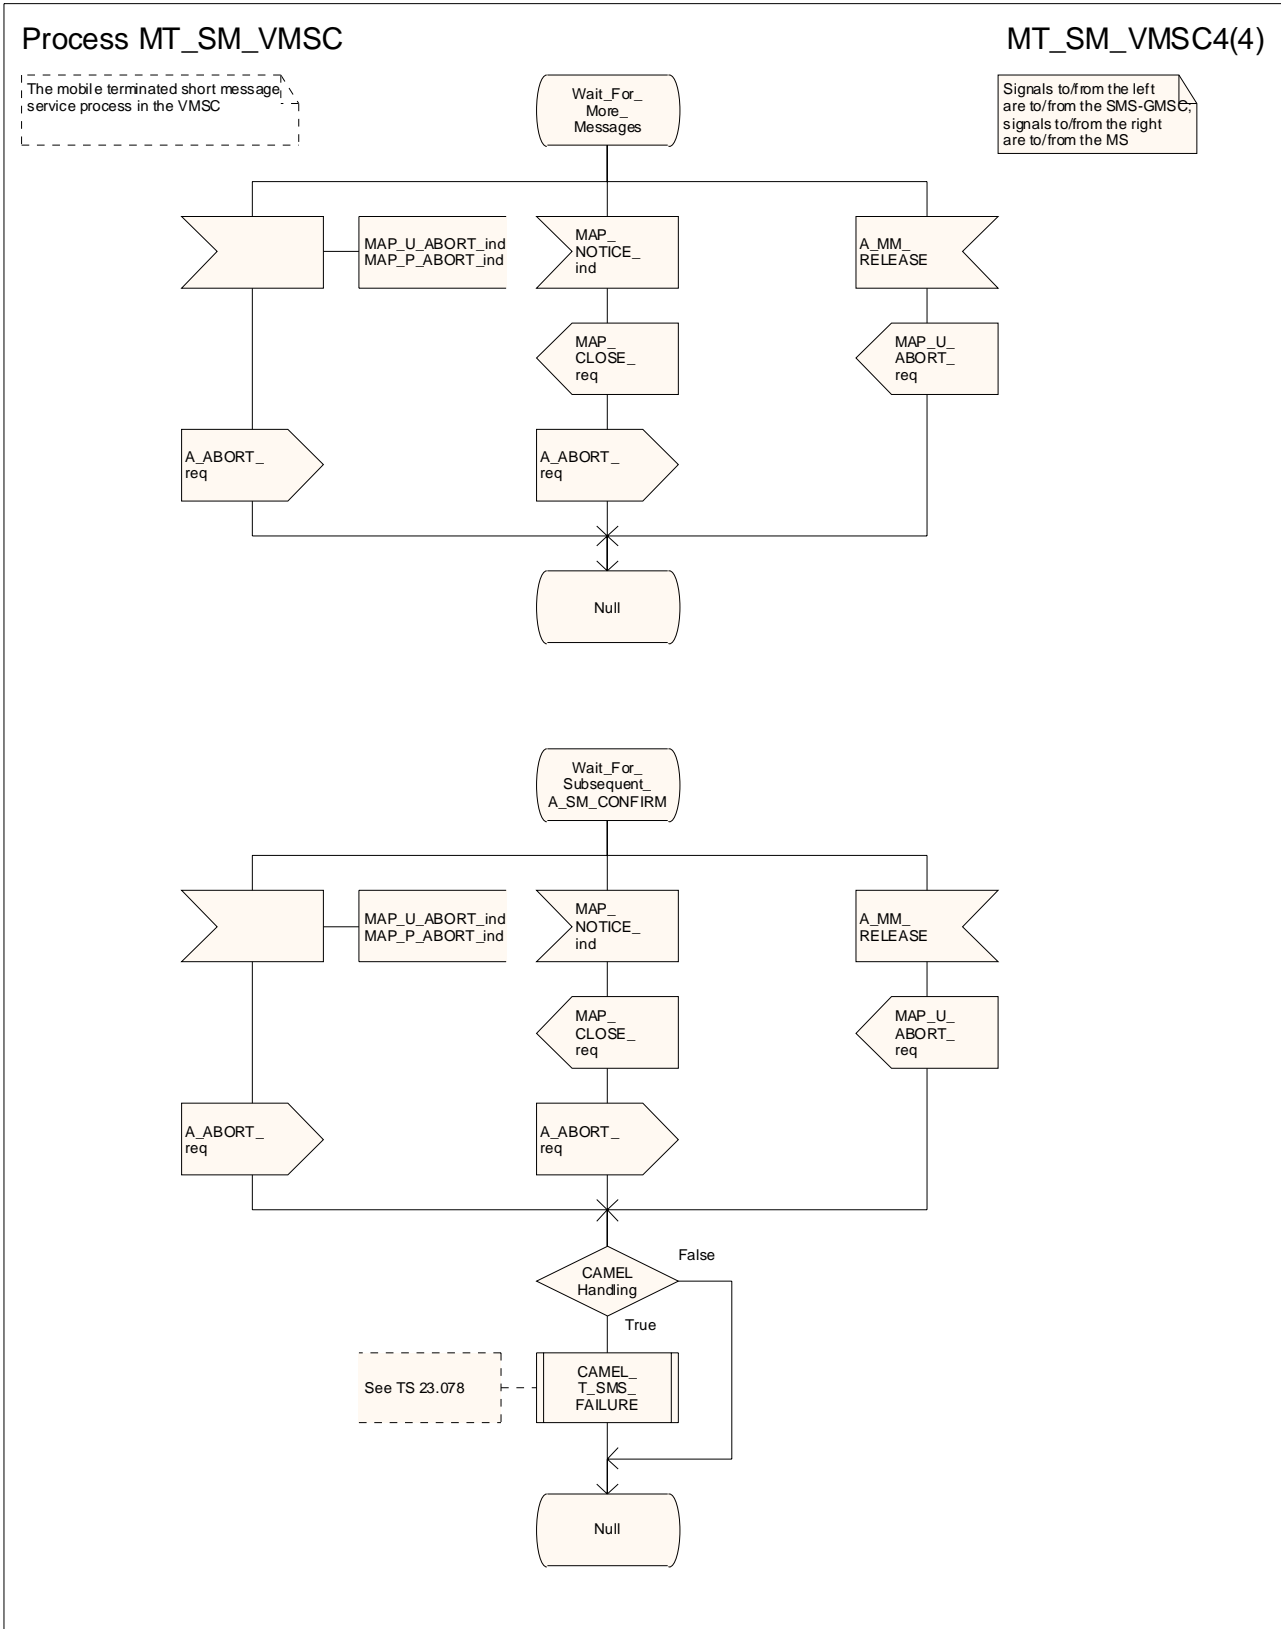 Process MT_SM_VMSC
MT_SM_VMSC4(4)
The mobile terminated short message
service process in the VMSC
Signals to/from the left
are to/from the SMS-GMSC;
signals to/from the right
are to/from the MS
Wait_For_
More_
Messages
MAP_U_ABORT_ind
MAP_P_ABORT_ind
MAP_
NOTICE_
ind
A_MM_
RELEASE
MAP_
CLOSE_
req
MAP_U_
ABORT_
req
A_ABORT_
req
A_ABORT_
req
Null
Wait_For_
Subsequent_
A_SM_CONFIRM
MAP_U_ABORT_ind
MAP_P_ABORT_ind
MAP_
NOTICE_
ind
A_MM_
RELEASE
MAP_
CLOSE_
req
MAP_U_
ABORT_
req
A_ABORT_
req
A_ABORT_
req
CAMEL
Handling
False
True
See TS 23.078
CAMEL_
T_SMS_
FAILURE
Null